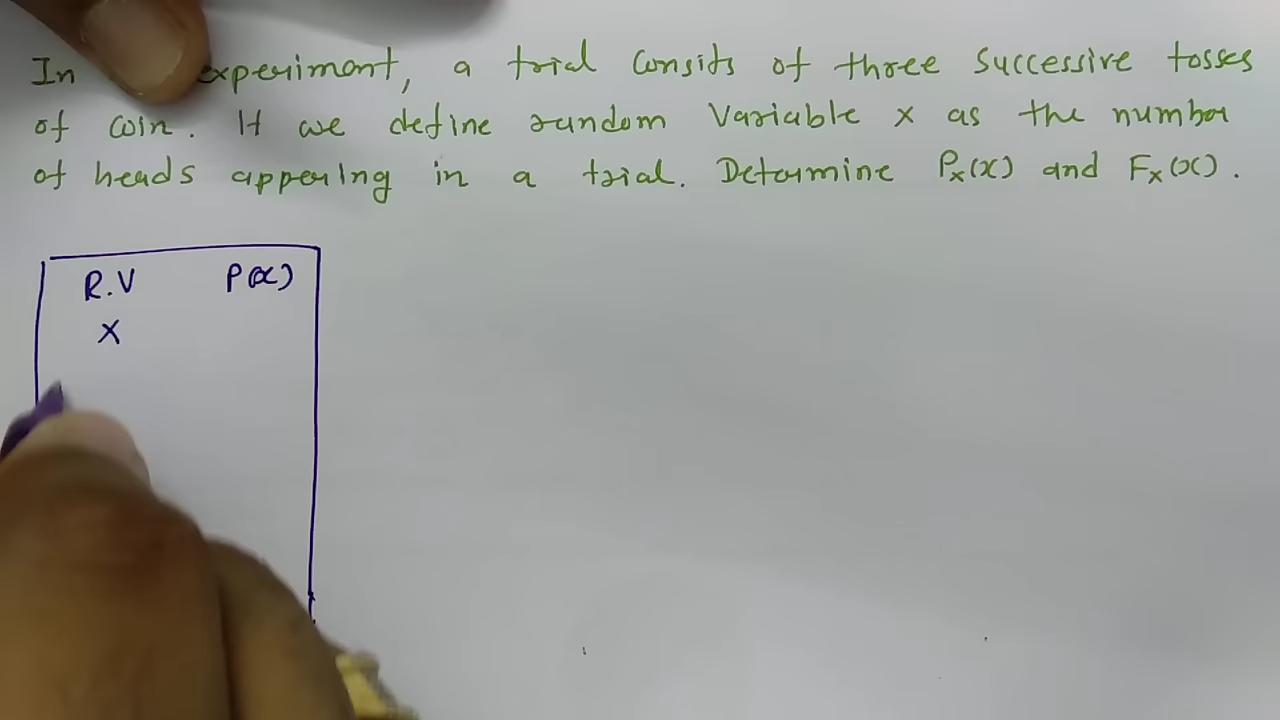 In experiment, a trial consits of three successive tosses
of coin. If we define random Variable x as the number
of heads appering in a trial. Determine Px(x) and Fx(x).
R.V P(x)
X